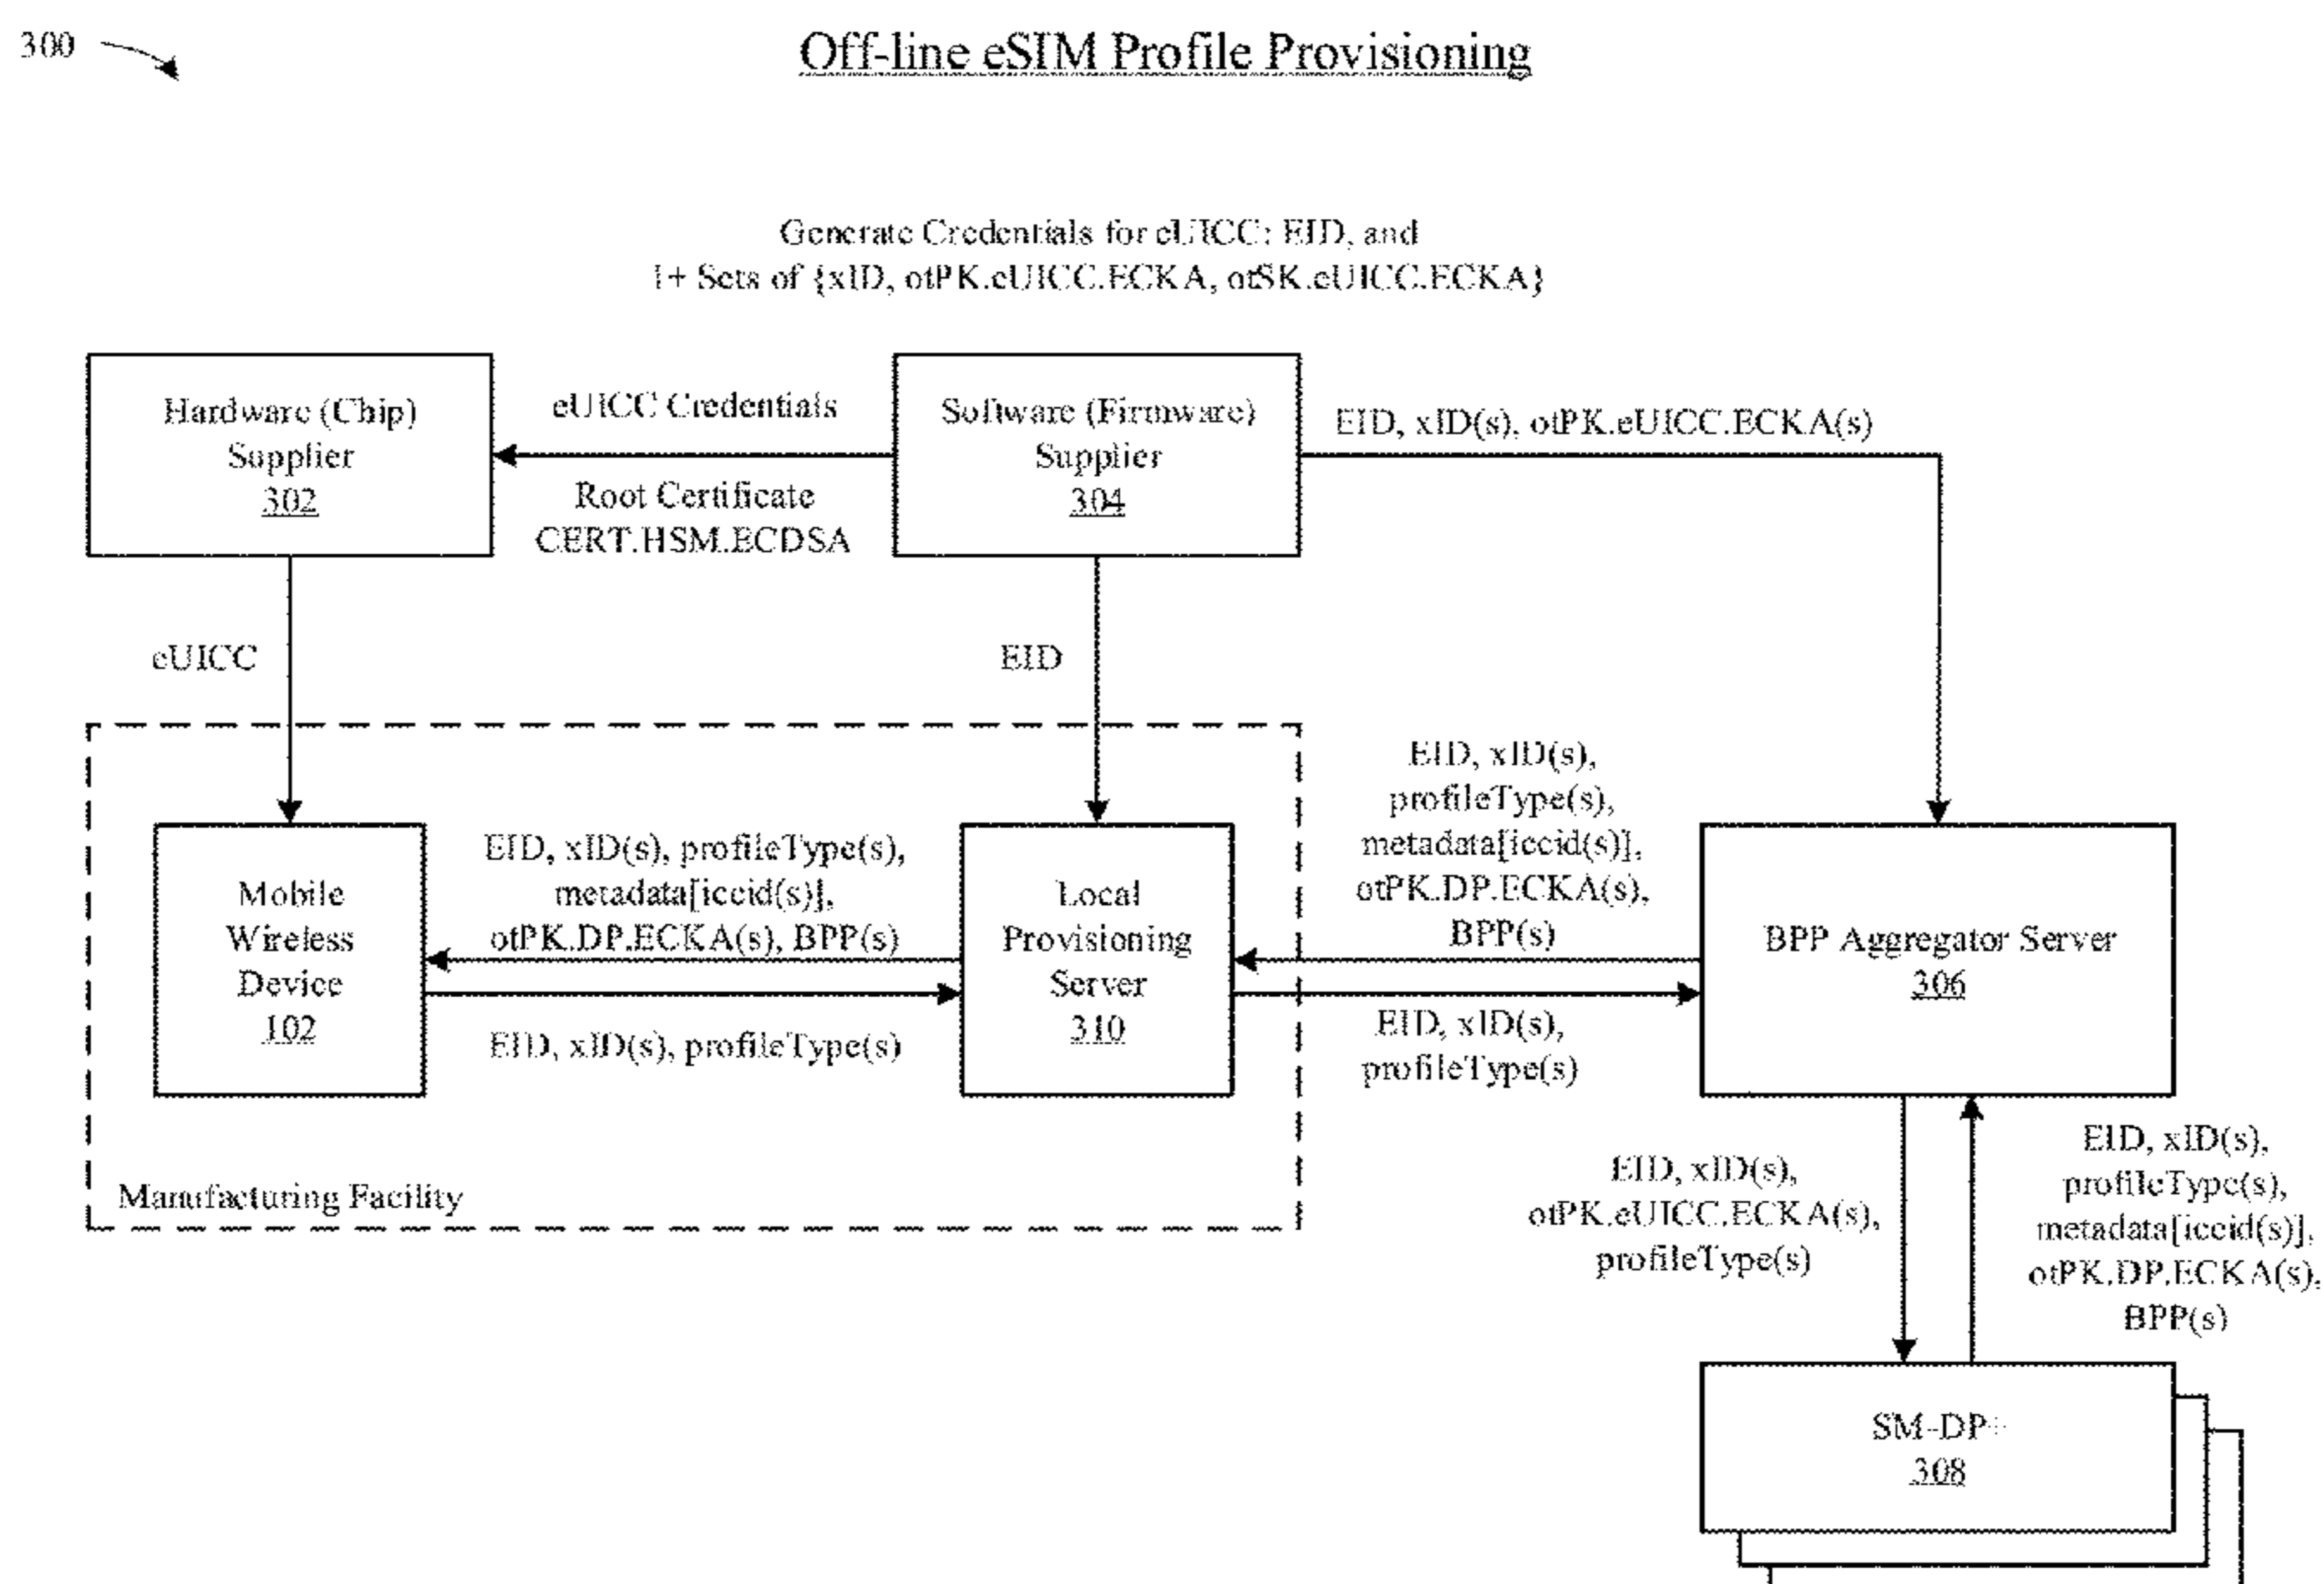 300
Off-line eSIM Profile Provisioning
Generate Credentials for eUICC: EID, and
1+ Sets of {xID, otPK.eUICC.ECKA, otSK.eUICC.ECKA}
Hardware (Chip)
Supplier
302
eUICC Credentials
Root Certificate
CERT.HSM.ECDSA
Software (Firmware)
Supplier
304
EID, xID(s), otPK.eUICC.ECKA(s)
eUICC
EID
Mobile
Wireless
Device
102
EID, xID(s), profileType(s),
metadata[iccid(s)],
otPK.DP.ECKA(s), BPP(s)
EID, xID(s), profileType(s)
Local
Provisioning
Server
310
EID, xID(s),
profileType(s),
metadata[iccid(s)],
otPK.DP.ECKA(s),
BPP(s)
EID, xID(s),
profileType(s)
BPP Aggregator Server
306
Manufacturing Facility
EID, xID(s),
otPK.eUICC.ECKA(s),
profileType(s)
EID, xID(s),
profileType(s),
metadata[iccid(s)],
otPK.DP.ECKA(s),
BPP(s)
SM-DP+
308